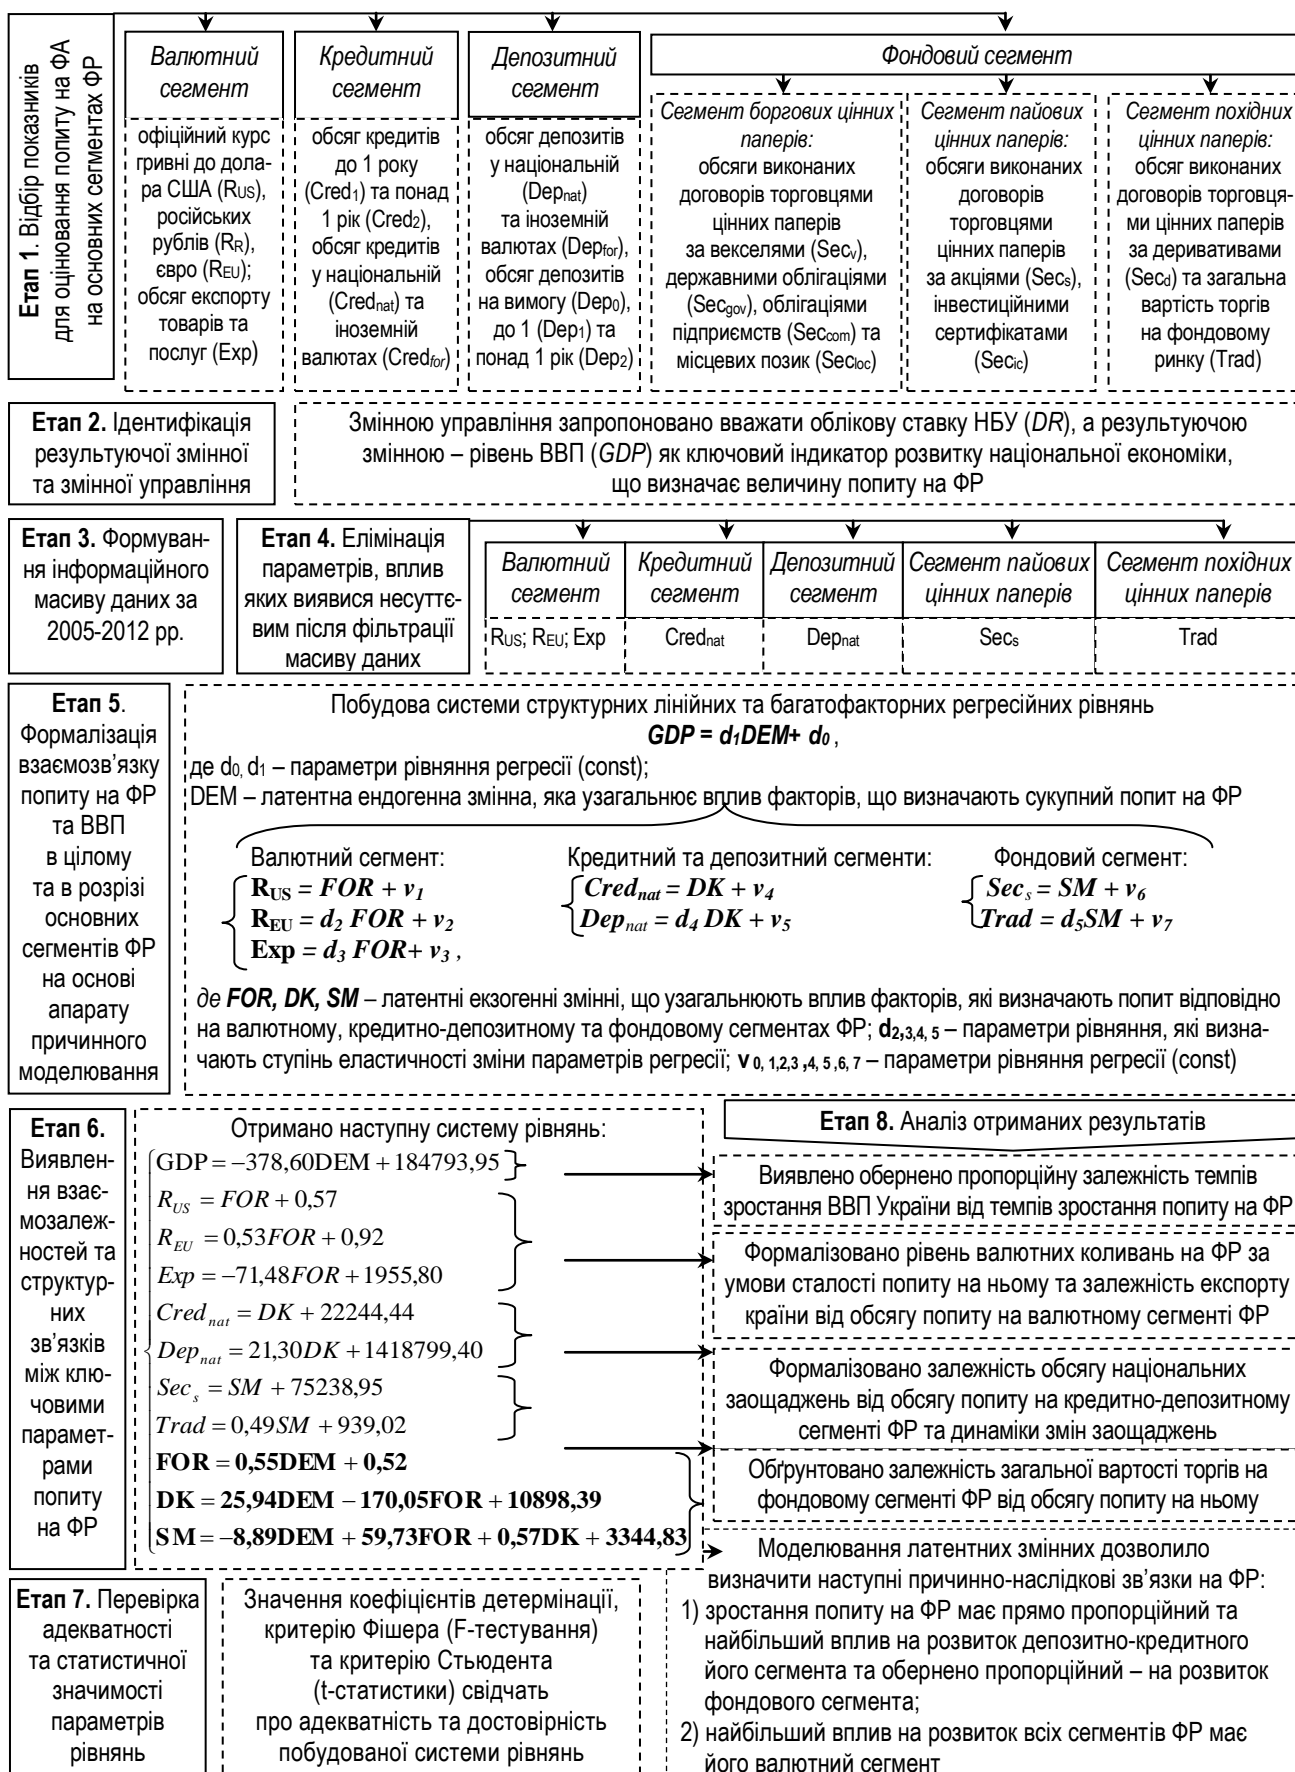 Етап 1. Відбір показників
для оцінювання попиту на ФА
на основних сегментах ФР
Валютний
сегмент
офіційний курс
гривні до дола-
ра США (RUS),
російських
рублів (RR),
євро (REU);
обсяг експорту
товарів та
послуг (Exp)
Кредитний
сегмент
обсяг кредитів
до 1 року
(Cred1) та понад
1 рік (Cred2),
обсяг кредитів
у національній
(Crednat) та
іноземній
валютах (Credfor)
Депозитний
сегмент
обсяг депозитів
у національній
(Depnat)
та іноземній
валютах (Depfor),
обсяг депозитів
на вимогу (Dep0),
до 1 (Dep1) та
понад 1 рік (Dep2)
Фондовий сегмент
Сегмент боргових цінних
паперів:
обсяги виконаних
договорів торговцями
цінних паперів
за векселями (Secv),
державними облігаціями
(Secgov), облігаціями
підприємств (Seccom) та
місцевих позик (Secloc)
Сегмент пайових
цінних паперів:
обсяги виконаних
договорів
торговцями
цінних паперів
за акціями (Secs),
інвестиційними
сертифікатами
(Secic)
Сегмент похідних
цінних паперів:
обсяг виконаних
договорів торговця-
ми цінних паперів
за деривативами
(Secd) та загальна
вартість торгів
на фондовому
ринку (Trad)
Етап 2. Ідентифікація
результуючої змінної
та змінної управління
Змінною управління запропоновано вважати облікову ставку НБУ (DR), а результуючою
змінною – рівень ВВП (GDP) як ключовий індикатор розвитку національної економіки,
що визначає величину попиту на ФР
Етап 3. Формуван-
ня інформаційного
масиву даних за
2005-2012 рр.
Етап 4. Елімінація
параметрів, вплив
яких виявися несуттє-
вим після фільтрації
масиву даних
Валютний
сегмент
RUS; REU; Exp
Кредитний
сегмент
Crednat
Депозитний
сегмент
Depnat
Сегмент пайових
цінних паперів
Secs
Сегмент похідних
цінних паперів
Trad
Етап 5.
Формалізація
взаємозв’язку
попиту на ФР
та ВВП
в цілому
та в розрізі
основних
сегментів ФР
на основі
апарату
причинного
моделювання
Побудова системи структурних лінійних та багатофакторних регресійних рівнянь
GDP = d1DEM+ d0 ,
де d0, d1 – параметри рівняння регресії (const);
DEM – латентна ендогенна змінна, яка узагальнює вплив факторів, що визначають сукупний попит на ФР
Валютний сегмент:
RUS = FOR + v1
REU = d2 FOR + v2
Exp = d3 FOR+ v3 ,
Кредитний та депозитний сегменти:
Crednat = DK + v4
Depnat = d4 DK + v5
Фондовий сегмент:
Secs = SM + v6
Trad = d5SM + v7
де FOR, DK, SM – латентні екзогенні змінні, що узагальнюють вплив факторів, які визначають попит відповідно
на валютному, кредитно-депозитному та фондовому сегментах ФР; d2,3,4, 5 – параметри рівняння, які визна-
чають ступінь еластичності зміни параметрів регресії; v 0, 1,2,3 ,4, 5 ,6, 7 – параметри рівняння регресії (const)
Етап 6.
Виявлен-
ня взає-
мозалеж-
ностей та
структур-
них
зв’язків
між клю-
човими
парамет-
рами
попиту
на ФР
Отримано наступну систему рівнянь:
GDP = −378,60DEM + 184793,95
RUS = FOR + 0,57
REU = 0,53FOR + 0,92
Exp = −71,48FOR + 1955,80
Crednat = DK + 22244,44
Depnat = 21,30DK + 1418799,40
Secs = SM + 75238,95
Trad = 0,49SM + 939,02
FOR = 0,55DEM + 0,52
DK = 25,94DEM − 170,05FOR + 10898,39
SM = −8,89DEM + 59,73FOR + 0,57DK + 3344,83
Етап 8. Аналіз отриманих результатів
Виявлено обернено пропорційну залежність темпів
зростання ВВП України від темпів зростання попиту на ФР
Формалізовано рівень валютних коливань на ФР за
умови сталості попиту на ньому та залежність експорту
країни від обсягу попиту на валютному сегменті ФР
Формалізовано залежність обсягу національних
заощаджень від обсягу попиту на кредитно-депозитному
сегменті ФР та динаміки змін заощаджень
Обґрунтовано залежність загальної вартості торгів на
фондовому сегменті ФР від обсягу попиту на ньому
Моделювання латентних змінних дозволило
визначити наступні причинно-наслідкові зв’язки на ФР:
1) зростання попиту на ФР має прямо пропорційний та
найбільший вплив на розвиток депозитно-кредитного
його сегмента та обернено пропорційний – на розвиток
фондового сегмента;
2) найбільший вплив на розвиток всіх сегментів ФР має
його валютний сегмент
Етап 7. Перевірка
адекватності
та статистичної
значимості
параметрів
рівнянь
Значення коефіцієнтів детермінації,
критерію Фішера (F-тестування)
та критерію Стьюдента
(t-статистики) свідчать
про адекватність та достовірність
побудованої системи рівнянь